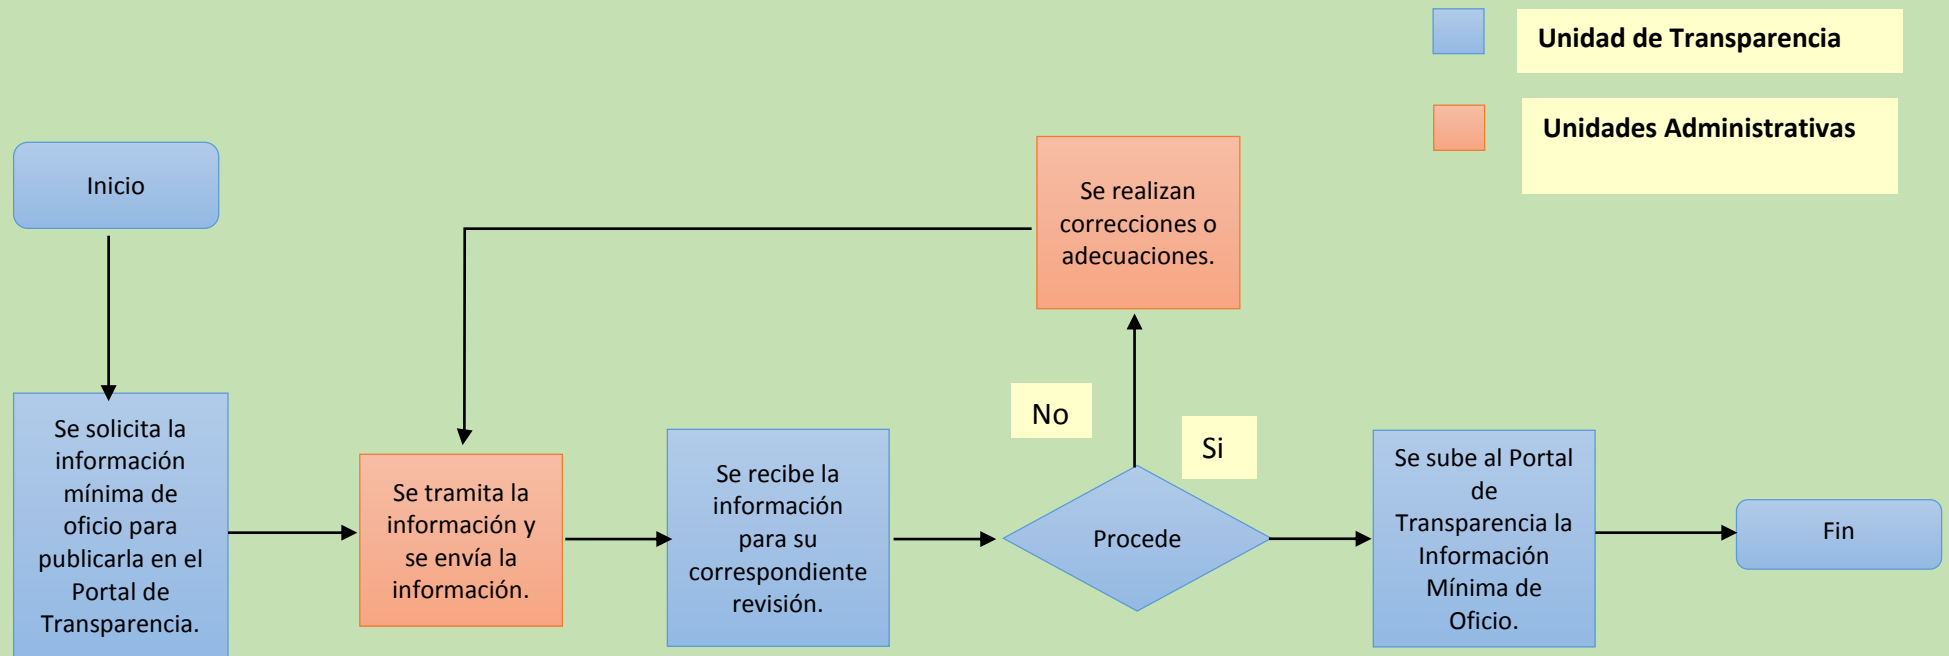 Unidad de Transparencia
Unidades Administrativas
Inicio
Se realizan
correcciones o
adecuaciones.
Se solicita la
información
mínima de
oficio para
publicarla en el
Portal de
Transparencia.
Se tramita la
información y
se envía la
información.
Se recibe la
información
para su
correspondiente
revisión.
No
Si
Procede
Se sube al Portal
de
Transparencia la
Información
Mínima de
Oficio.
Fin